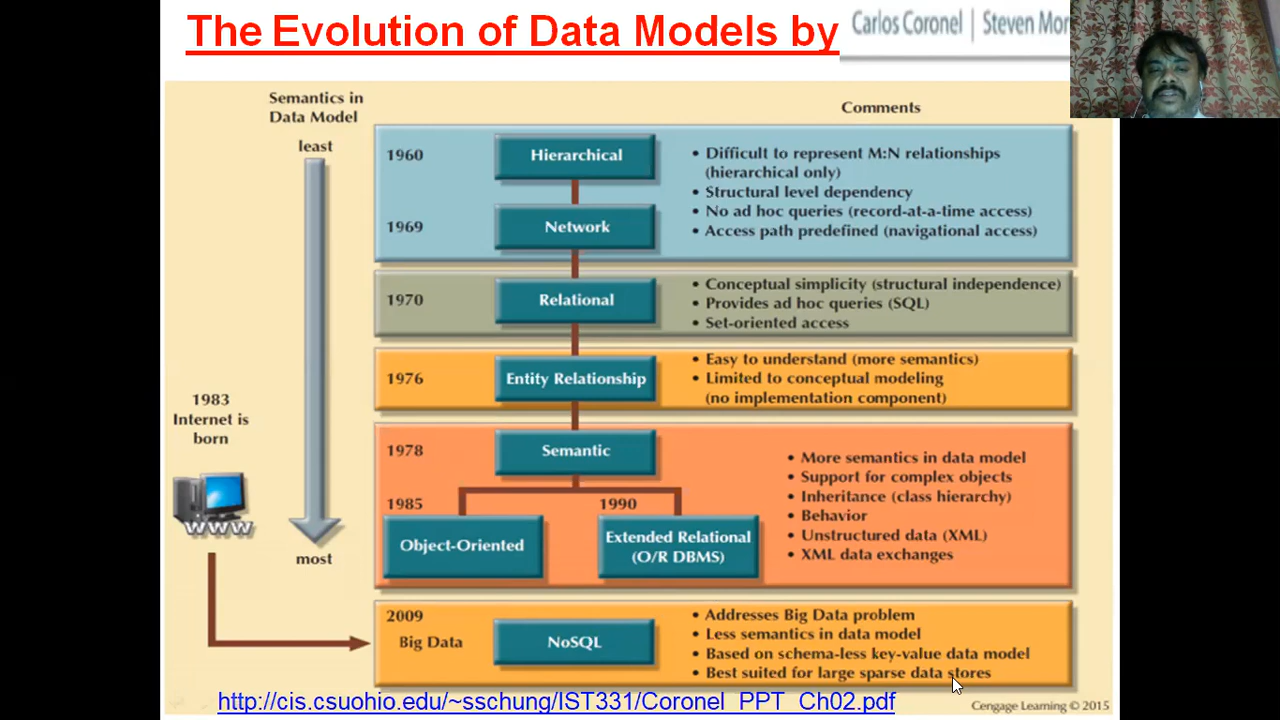 The Evolution of Data Models by
Carlos Coronel | Steven Mor
Semantics in
Data Model
least
most
Comments
1960
Hierarchical
1969
Network
• Difficult to represent M:N relationships
(hierarchical only)
• Structural level dependency
• No ad hoc queries (record-at-a-time access)
• Access path predefined (navigational access)
1970
Relational
• Conceptual simplicity (structural independence)
• Provides ad hoc queries (SQL)
• Set-oriented access
1976
Entity Relationship
• Easy to understand (more semantics)
• Limited to conceptual modeling
(no implementation component)
1983
Internet is
born
WWW
1978
Semantic
1985
Object-Oriented
1990
Extended Relational
(O/R DBMS)
• More semantics in data model
• Support for complex objects
• Inheritance (class hierarchy)
• Behavior
• Unstructured data (XML)
• XML data exchanges
2009
Big Data
NoSQL
• Addresses Big Data problem
• Less semantics in data model
• Based on schema-less key-value data model
• Best suited for large sparse data stores
http://cis.csuohio.edu/~sschung/IST331/Coronel_PPT_Ch02.pdf
Cengage Learning © 2015